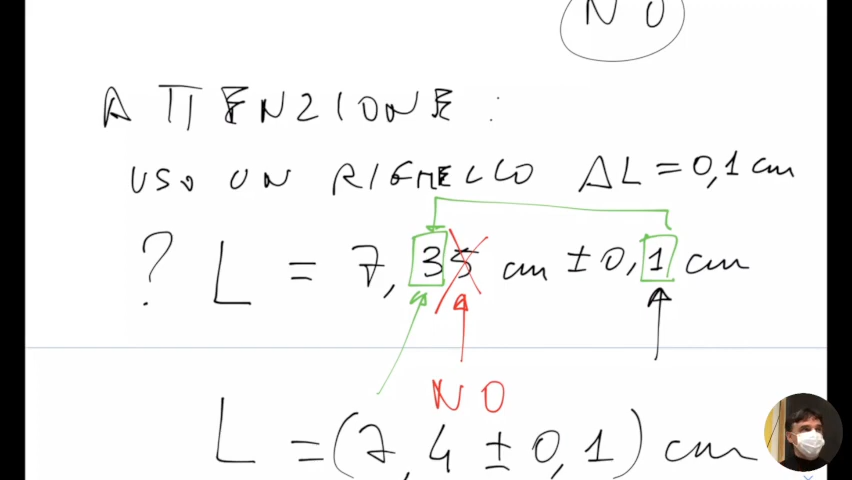 NO
ATTENZIONE:
USO UN RIGHELLO ΔL = 0,1 cm
? L = 7,35 cm ± 0,1 cm
NO
L = (7,4 ± 0,1) cm